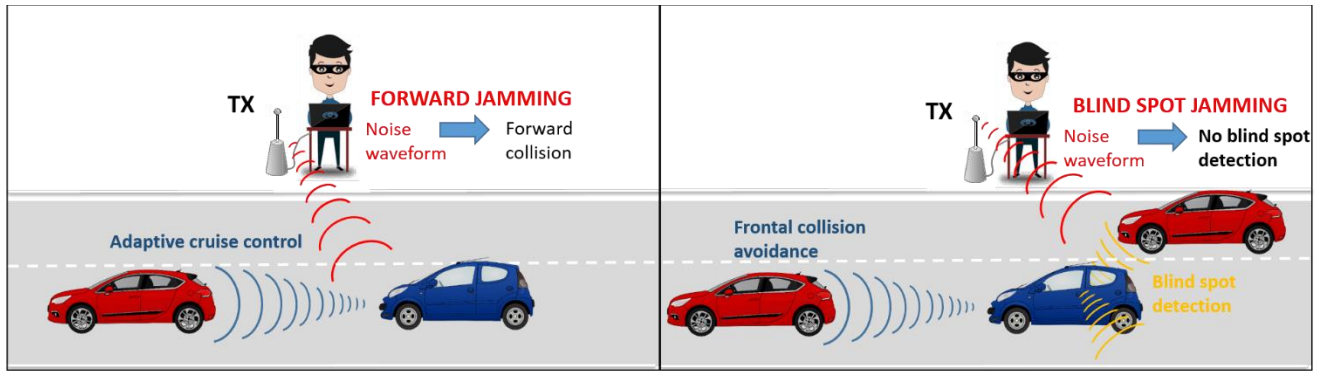 TX
FORWARD JAMMING
Noise
waveform
Forward
collision
Adaptive cruise control
TX
BLIND SPOT JAMMING
Noise
waveform
No blind spot
detection
Frontal collision
avoidance
Blind spot
detection